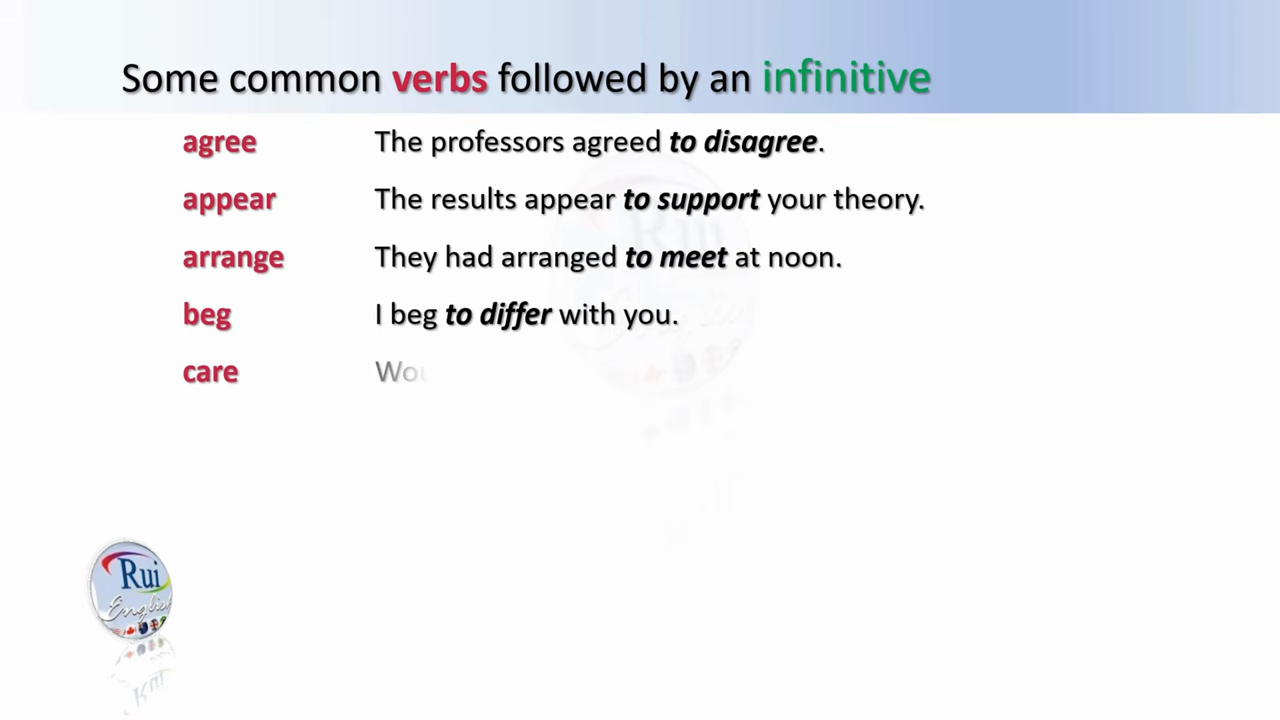 Some common verbs followed by an infinitive
agree The professors agreed to disagree.
appear The results appear to support your theory.
arrange They had arranged to meet at noon.
beg I beg to differ with you.
care
Rui
English